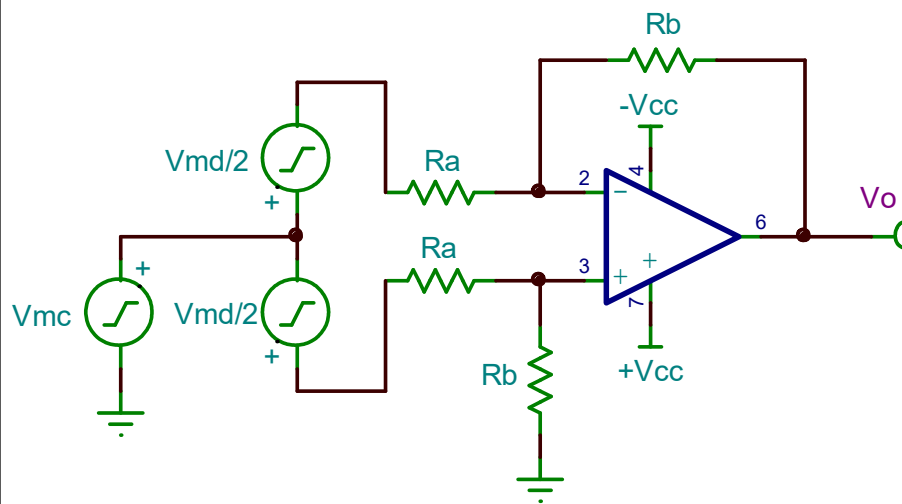 Rb
-Vcc
Vmd/2
+
Ra
2
-
4
Vo
6
Ra
3
+
+
7
Vmc
+
Vmd/2
+
Rb
+Vcc